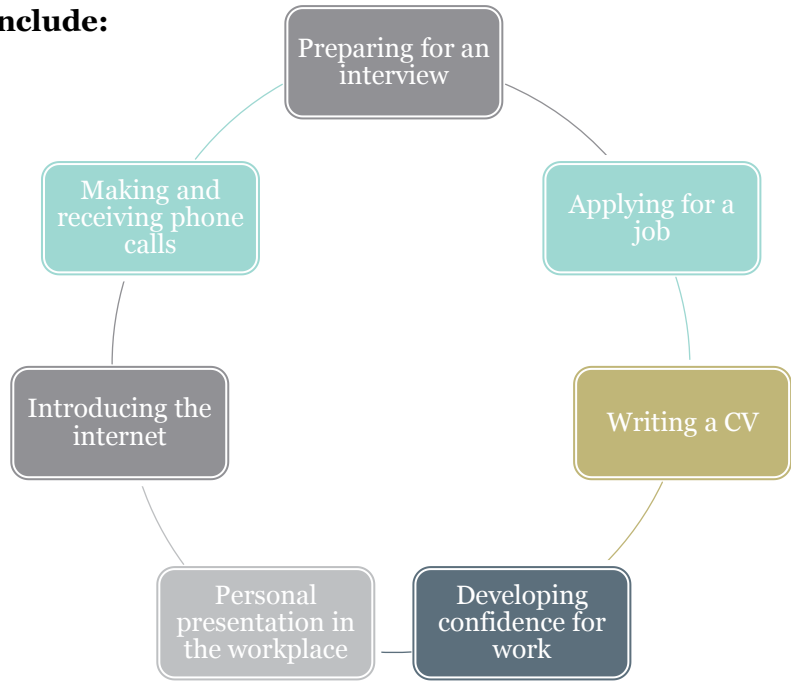 nclude:
Preparing for an
interview
Applying for a
job
Writing a CV
Developing
confidence for
work
Personal
presentation in
the workplace
Introducing the
internet
Making and
receiving phone
calls